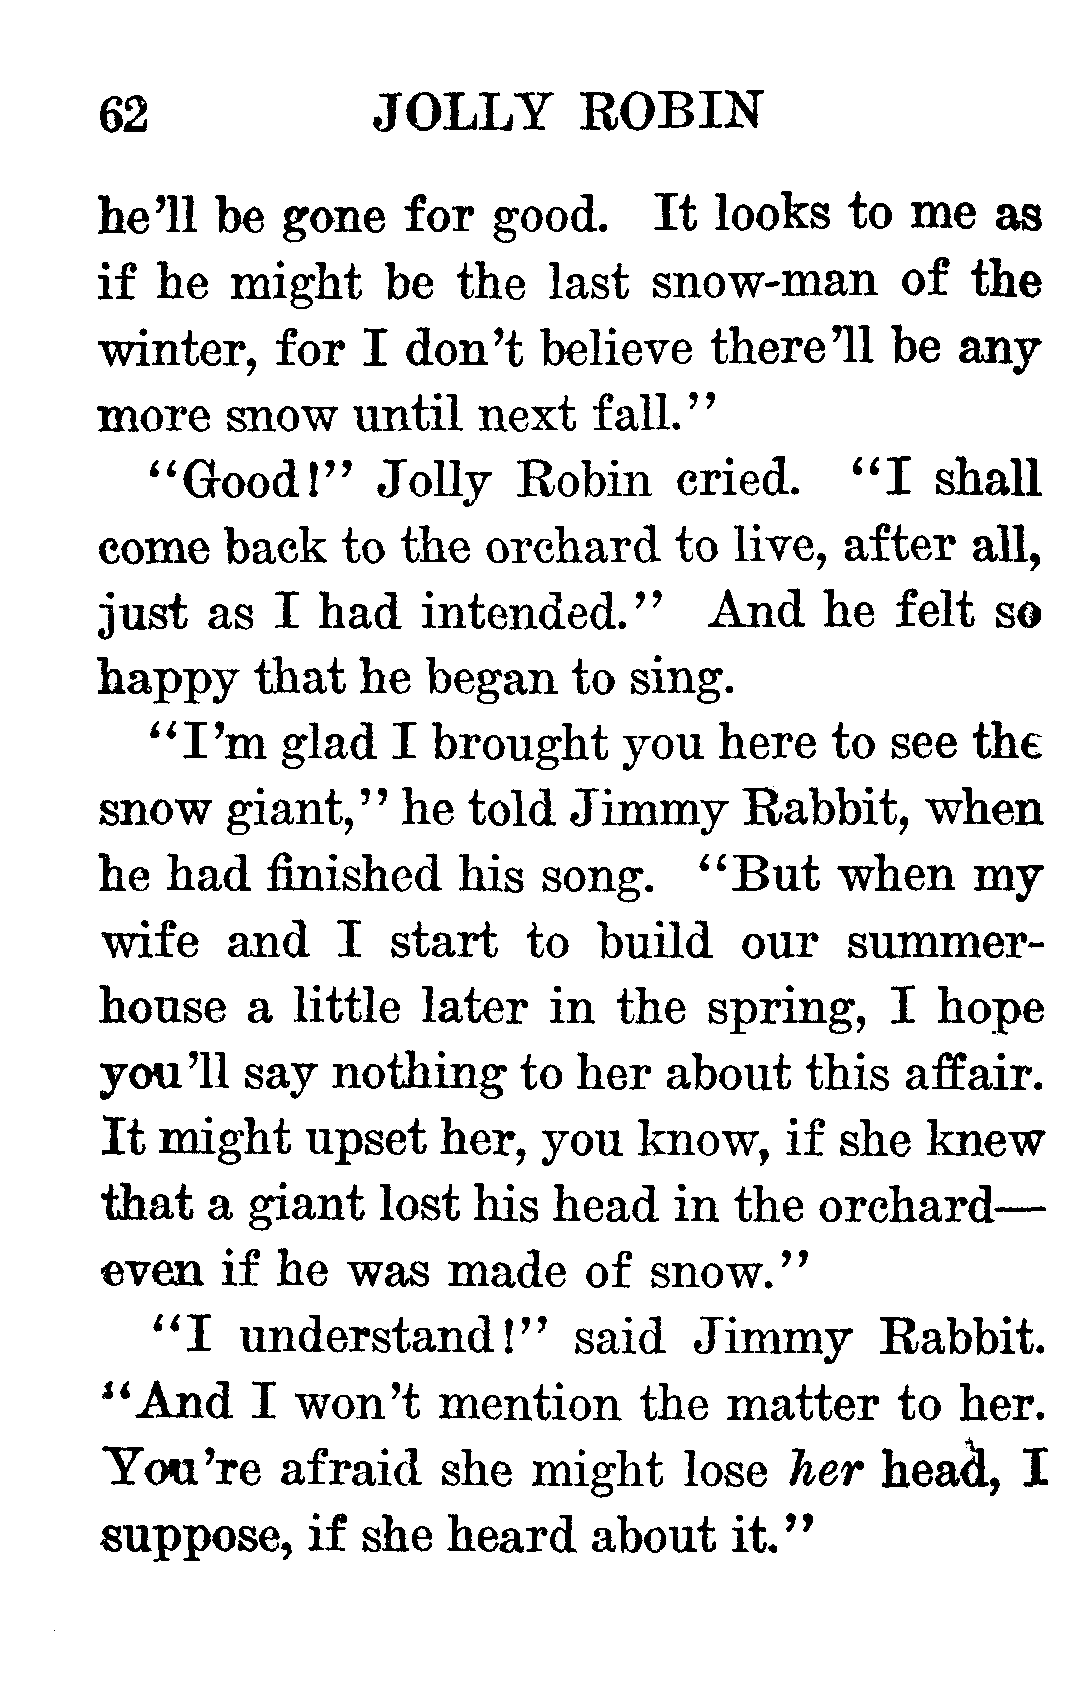 62 JOLLY ROBIN
he'll be gone for good. It looks to me as
if he might be the last snow-man of the
winter, for I don't believe there'll be any
more snow until next fall."
"Good!" Jolly Robin cried. "I shall
come back to the orchard to live, after all,
just as I had intended." And he felt so
happy that he began to sing.
"I'm glad I brought you here to see the
snow giant," he told Jimmy Rabbit, when
he had finished his song. "But when my
wife and I start to build our summer-
house a little later in the spring, I hope
you'll say nothing to her about this affair.
It might upset her, you know, if she knew
that a giant lost his head in the orchard—
even if he was made of snow."
"I understand!" said Jimmy Rabbit.
"And I won't mention the matter to her.
You're afraid she might lose her head, I
suppose, if she heard about it."